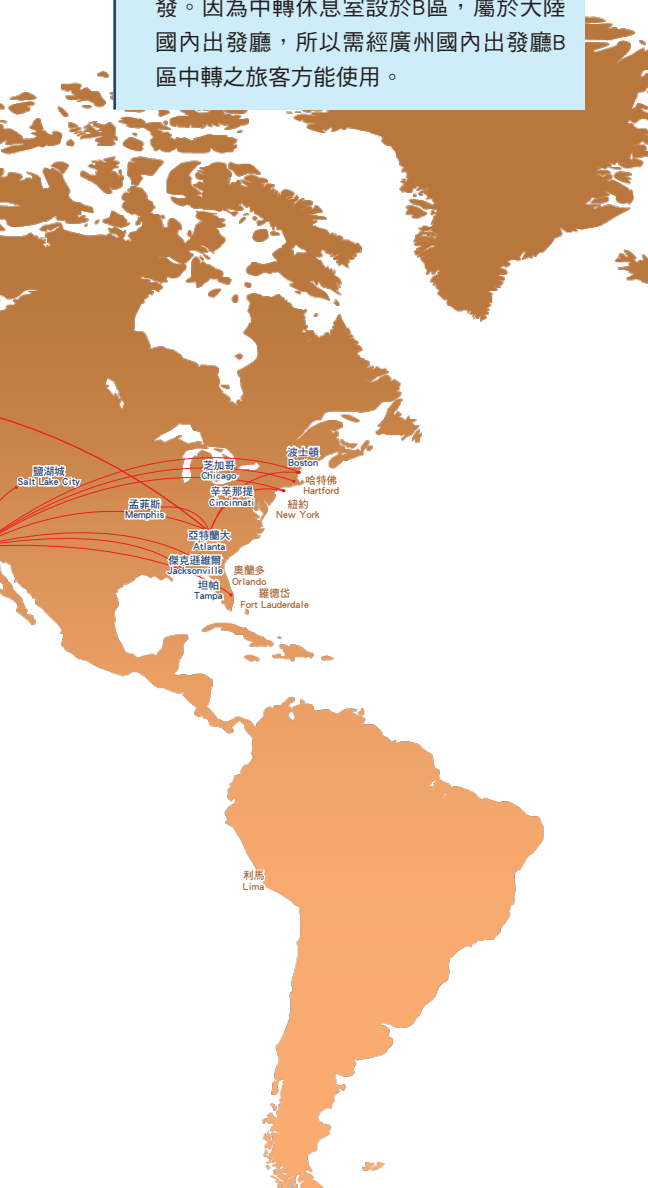 發。因為中轉休息室設於B區，屬於大陸
國內出發廳，所以需經廣州國內出發廳B
區中轉之旅客方能使用。
波士頓
Boston
芝加哥
Chicago
鹽湖城
Salt Lake City
哈特佛
Hartford
辛辛那提
Cincinnati
孟菲斯
Memphis
紐約
New York
亞特蘭大
Atlanta
傑克遜維爾
Jacksonville
奧蘭多
Orlando
坦帕
Tampa
羅德岱
Fort Lauderdale
利馬
Lima